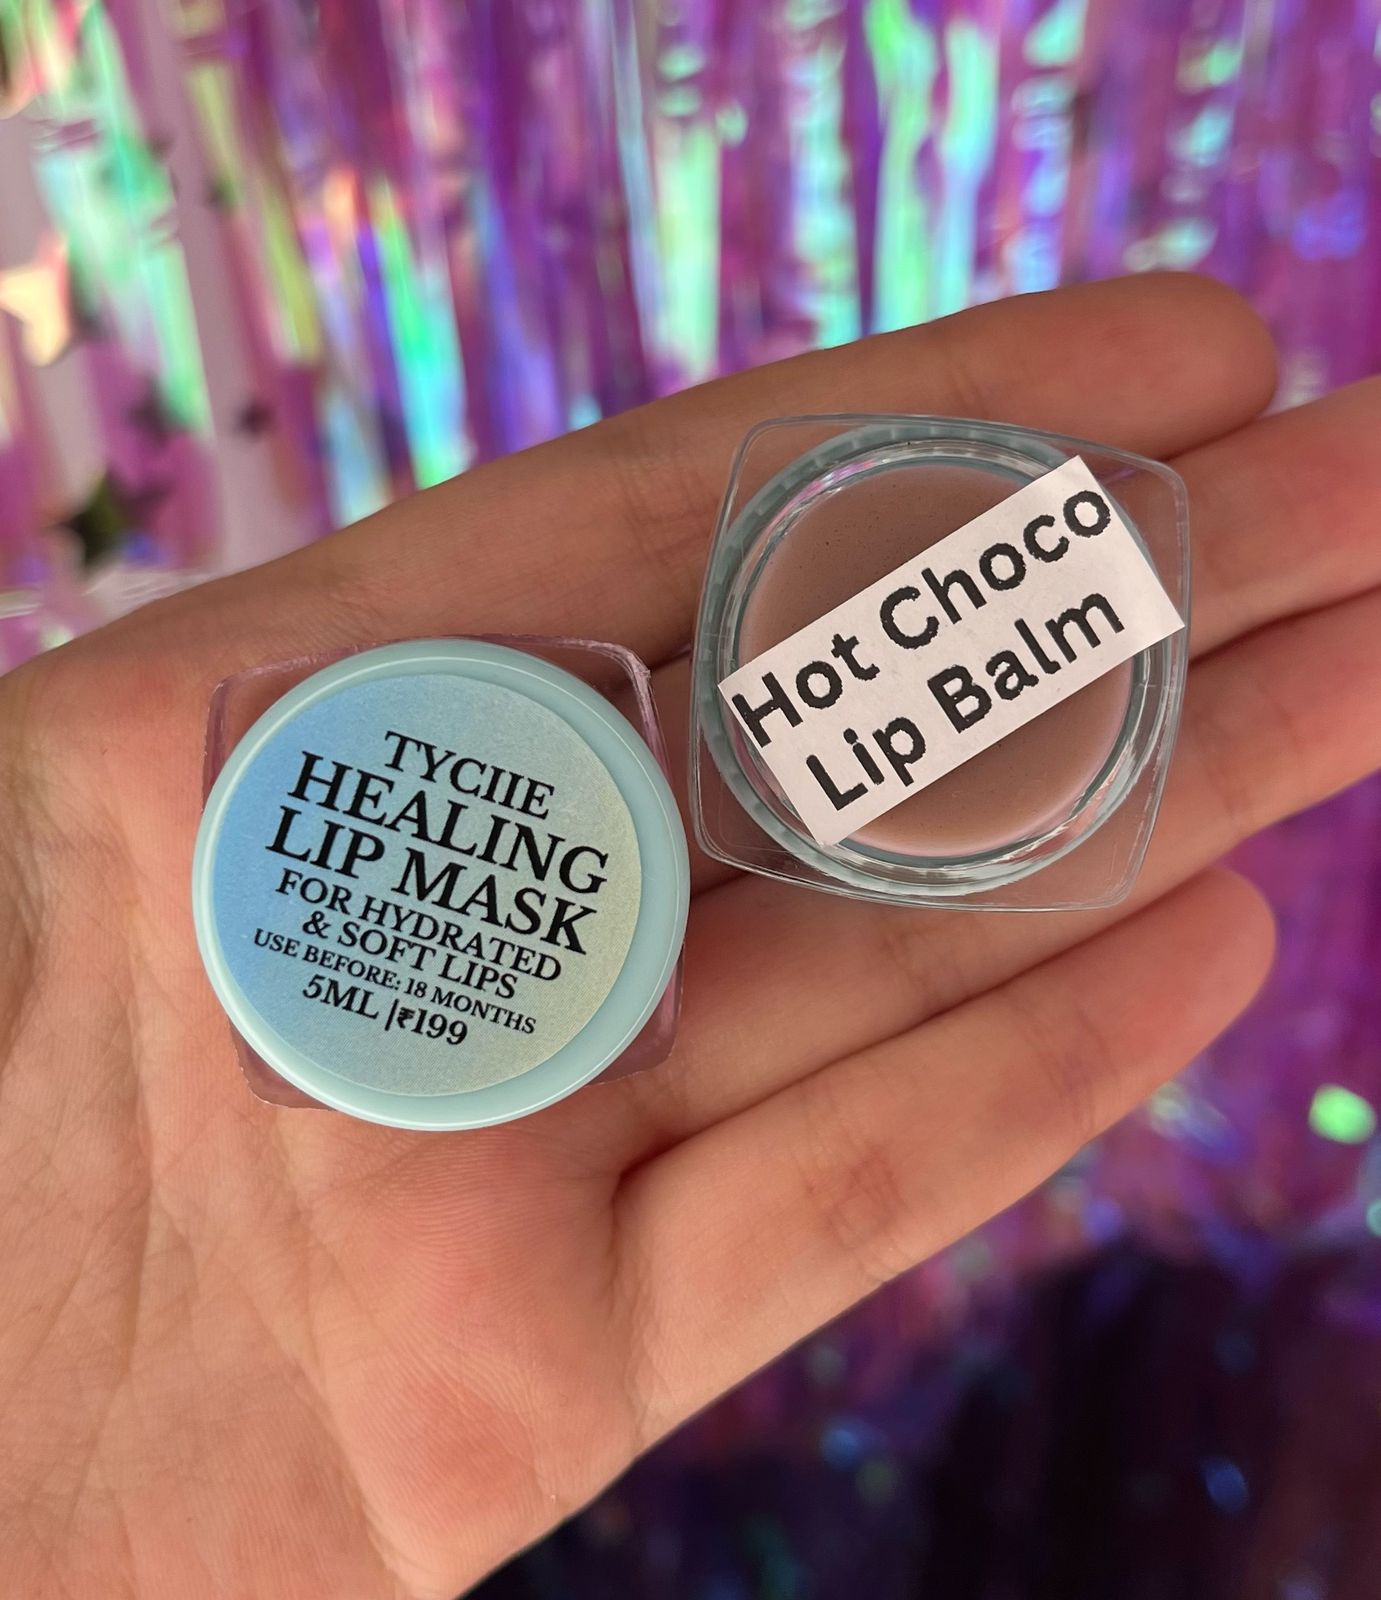 TYCIIE
HEALING
LIP MASK
FOR HYDRATED
& SOFT LIPS
USE BEFORE: 18 MONTHS
5ML |₹199
Hot Choco
Lip Balm